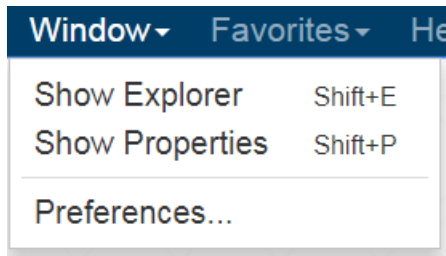 Window Favorites He
Show Explorer Shift+E
Show Properties Shift+P
Preferences...